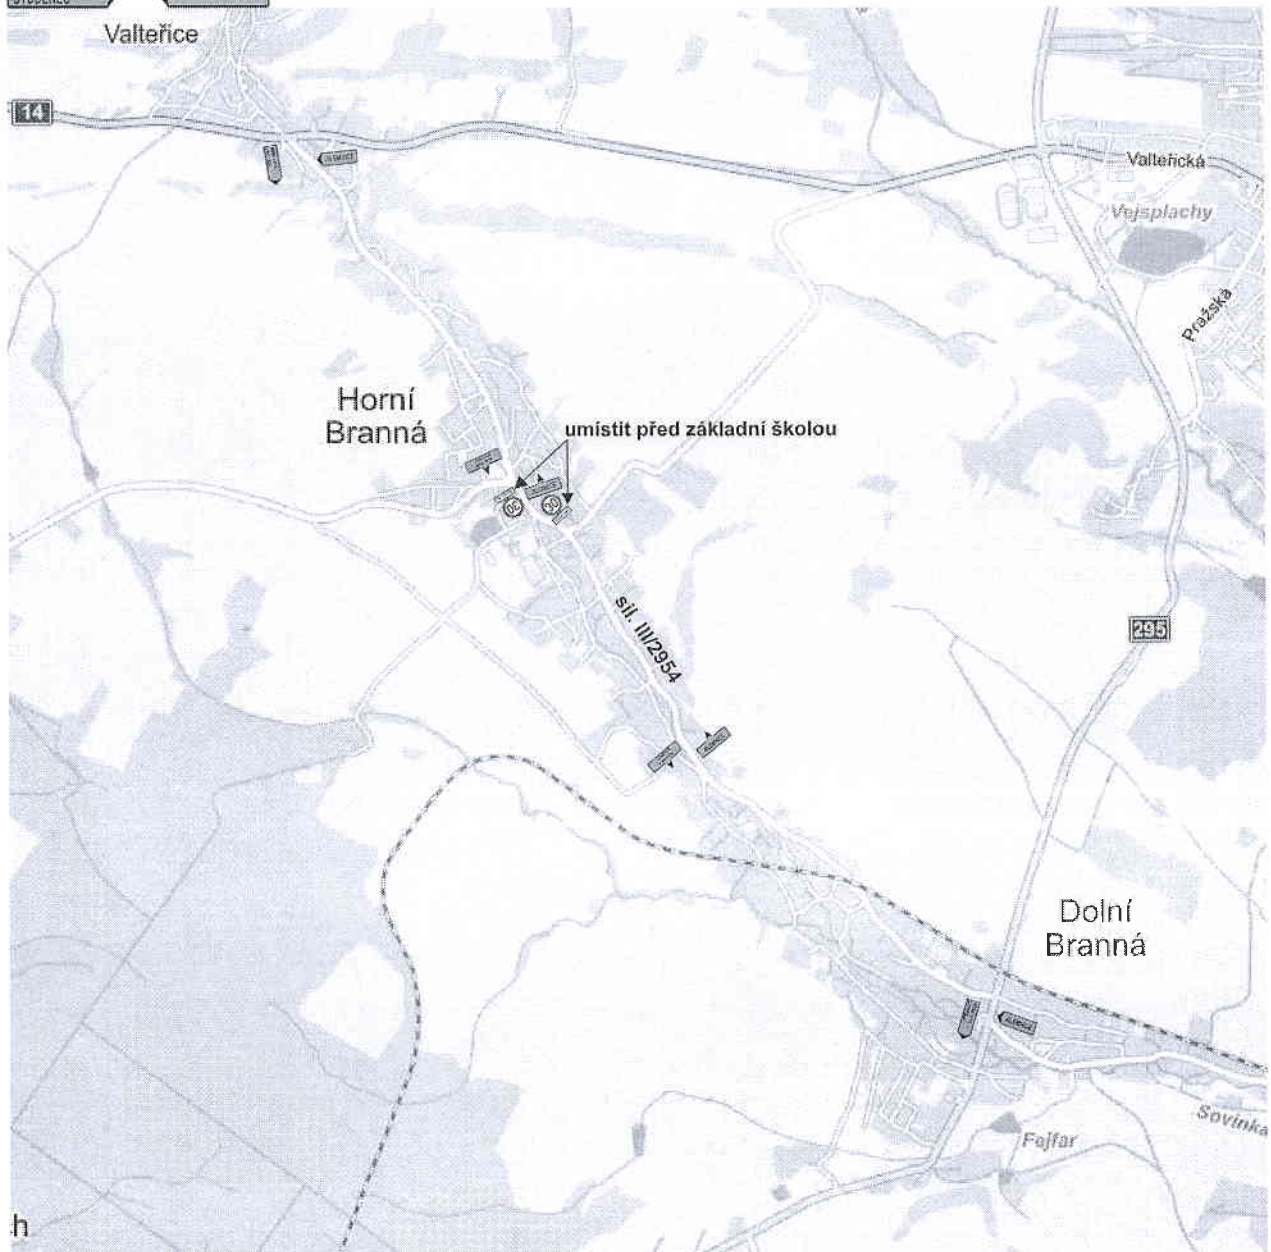 Valteřice
14
Valteřická
Vejsplachy
Pražská
Horní
Branná
umístit před základní školou
30
30
sil. III/2954
295
Dolní
Branná
Sovinka
Fejfar
h